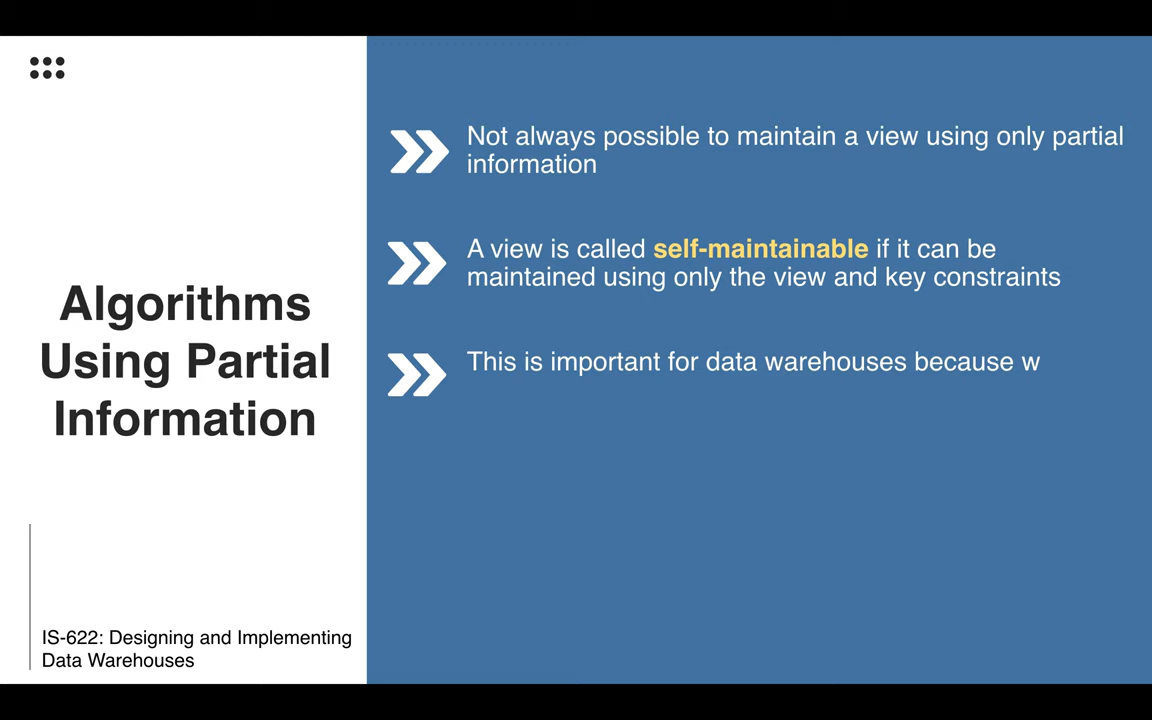 Algorithms
Using Partial
Information
IS-622: Designing and Implementing
Data Warehouses
Not always possible to maintain a view using only partial
information
A view is called self-maintainable if it can be
maintained using only the view and key constraints
This is important for data warehouses because w